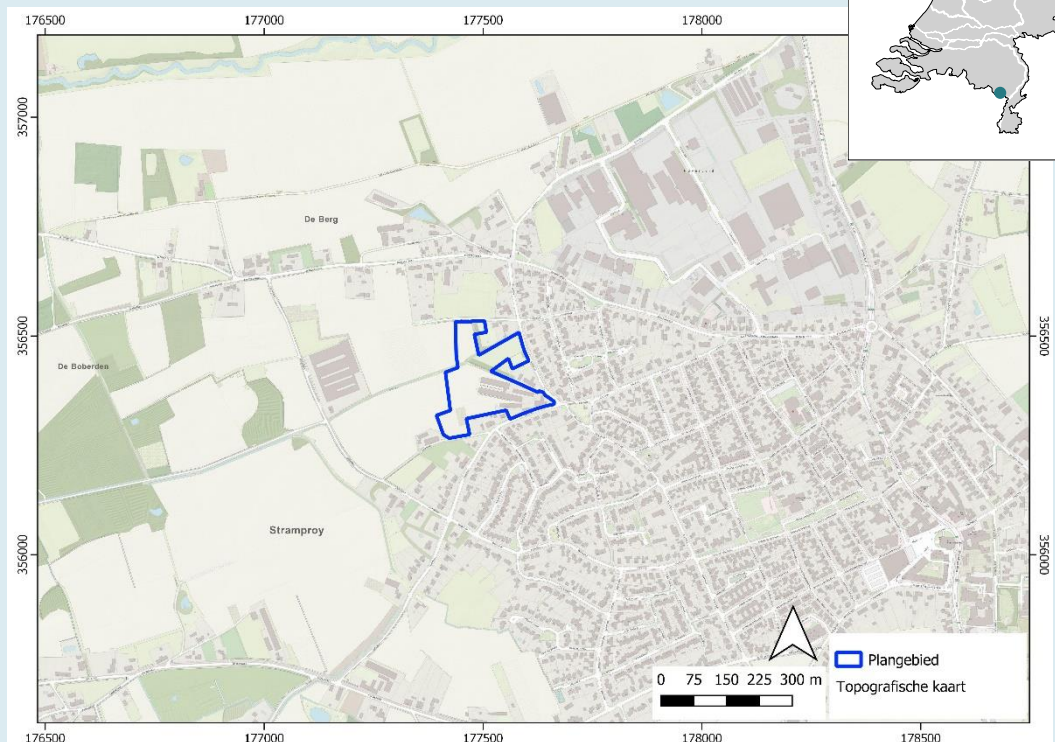 176500 177000 177500 178000
357000
De Berg
356500
356500
De Boberden
Stramproy
356000
356000
Plangebied
0 75 150 225 300 m
Topografische kaart
176500 177000 177500 178000 178500